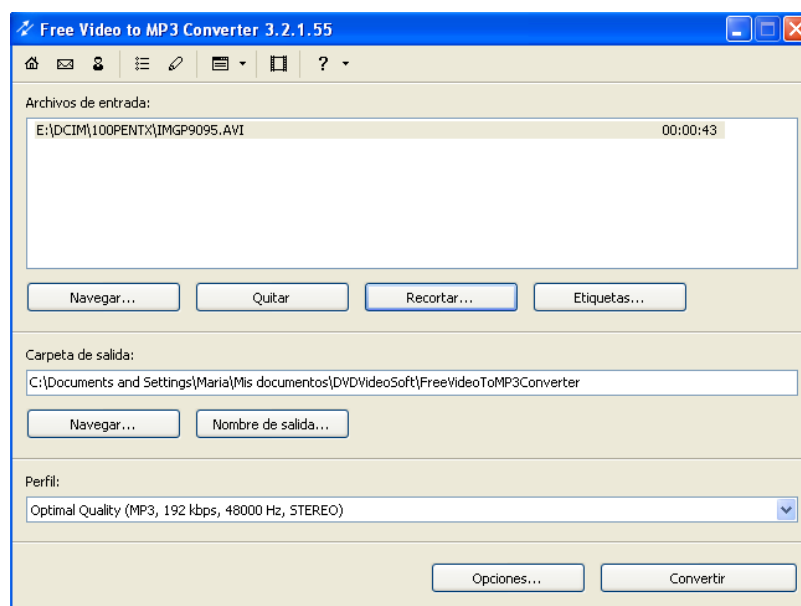 Free Video to MP3 Converter 3.2.1.55
?
Archivos de entrada:
E:\DCIM\100PENTX\IMGP9095.AVI 00:00:43
Navegar... Quitar Recortar... Etiquetas...
Carpeta de salida:
C:\Documents and Settings\Maria\Mis documentos\DVDVideoSoft\FreeVideoToMP3Converter
Navegar... Nombre de salida...
Perfil:
Optimal Quality (MP3, 192 kbps, 48000 Hz, STEREO)
Opciones... Convertir